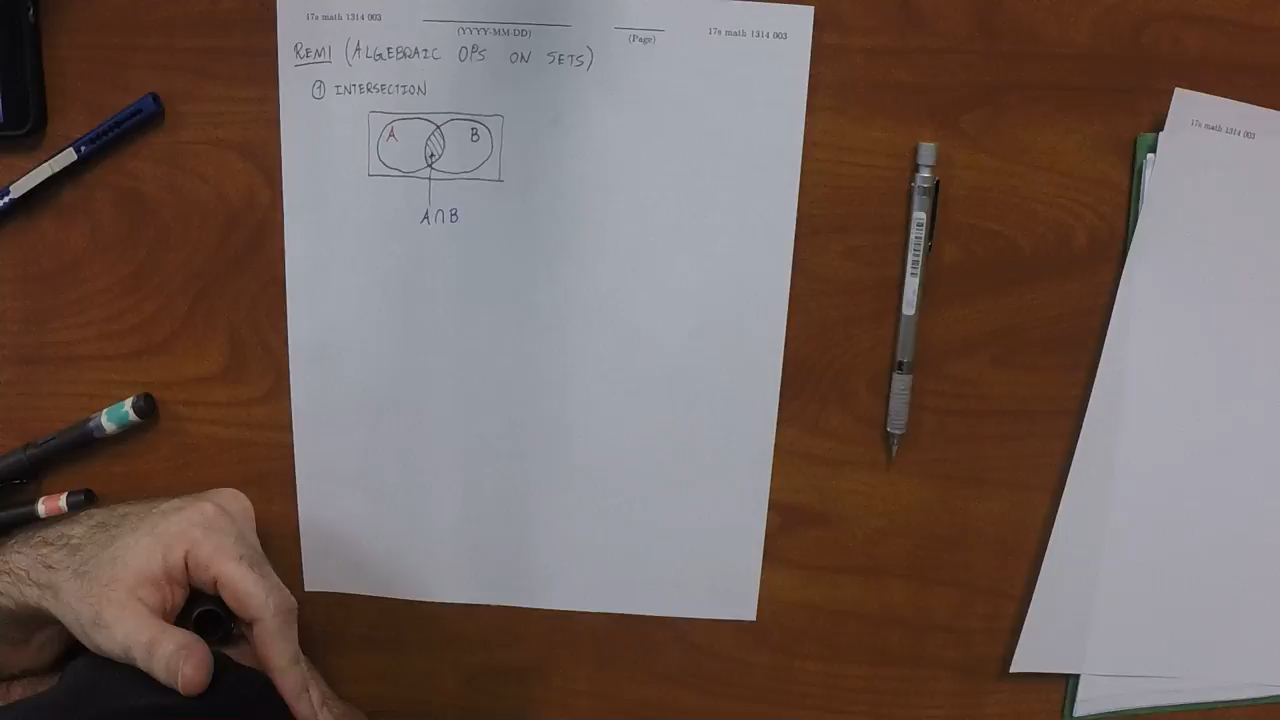 17s math 1314 003
(YYYY-MM-DD)
(Page)
17s math 1314 003
REM1 (ALGEBRAIC OPS ON SETS)
① INTERSECTION
A B
A∩B
17s math 1314 003